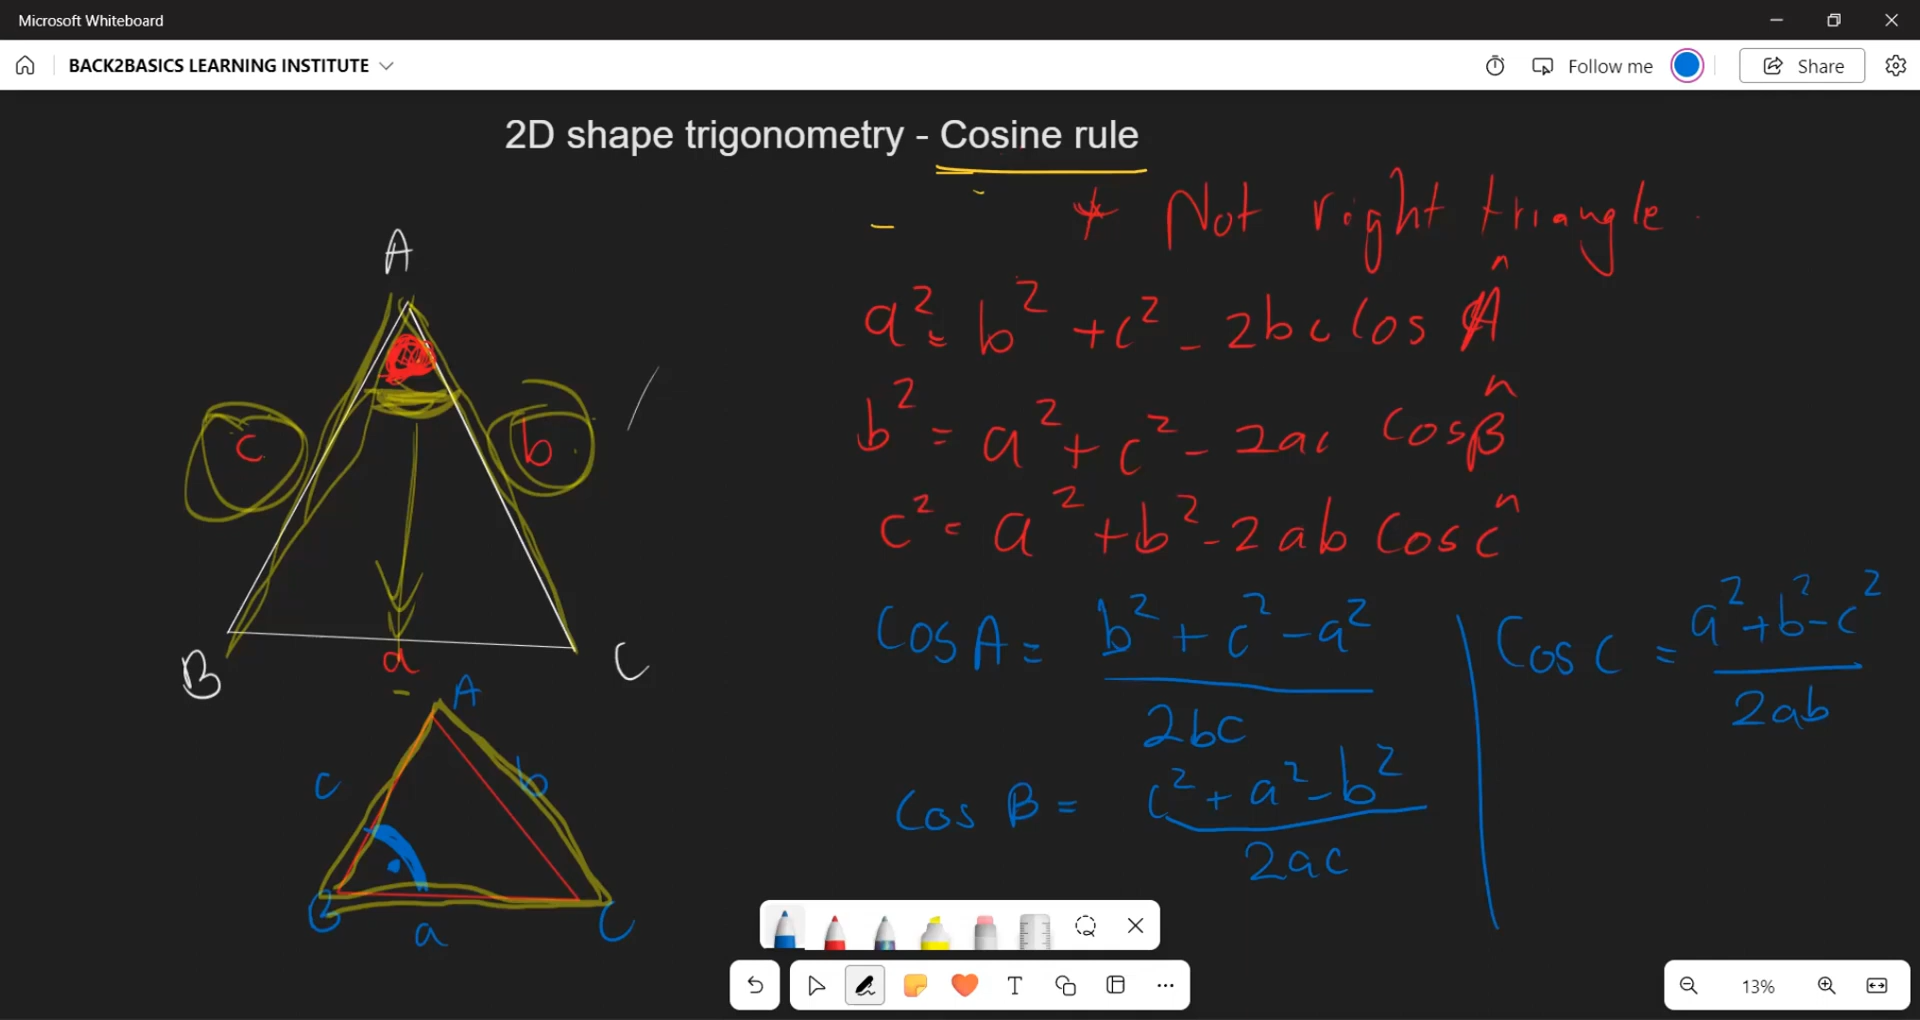 Microsoft Whiteboard
BACK2BASICS LEARNING INSTITUTE
Follow me
Share
2D shape trigonometry - Cosine rule
* Not right triangle.
A
a² = b² + c² - 2bc Cos Â
c
b
b² = a² + c² - 2ac Cos B̂
c² = a² + b² - 2ab Cos Ĉ
B
a
C
Cos A = b² + c² - a² / 2bc
Cos C = a² + b² - c² / 2ab
Cos B = c² + a² - b² / 2ac
A
c
b
B
a
C
T
13%